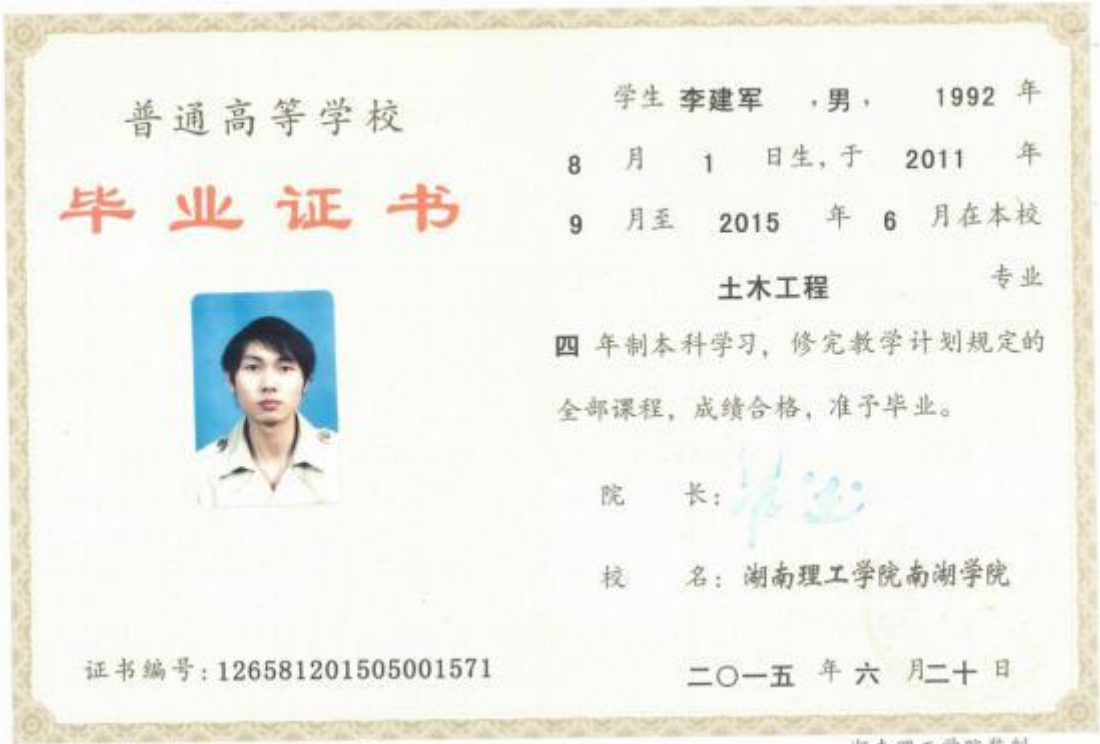 普通高等学校
毕业证书
证书编号:126581201505001571
学生 李建军 ,男, 1992 年
8 月 1 日生,于 2011 年
9 月至 2015 年 6 月在本校
土木工程 专业
四 年制本科学习,修完教学计划规定的
全部课程,成绩合格,准予毕业。
院 长:
校 名:湖南理工学院南湖学院
二〇一五 年 六 月二十 日